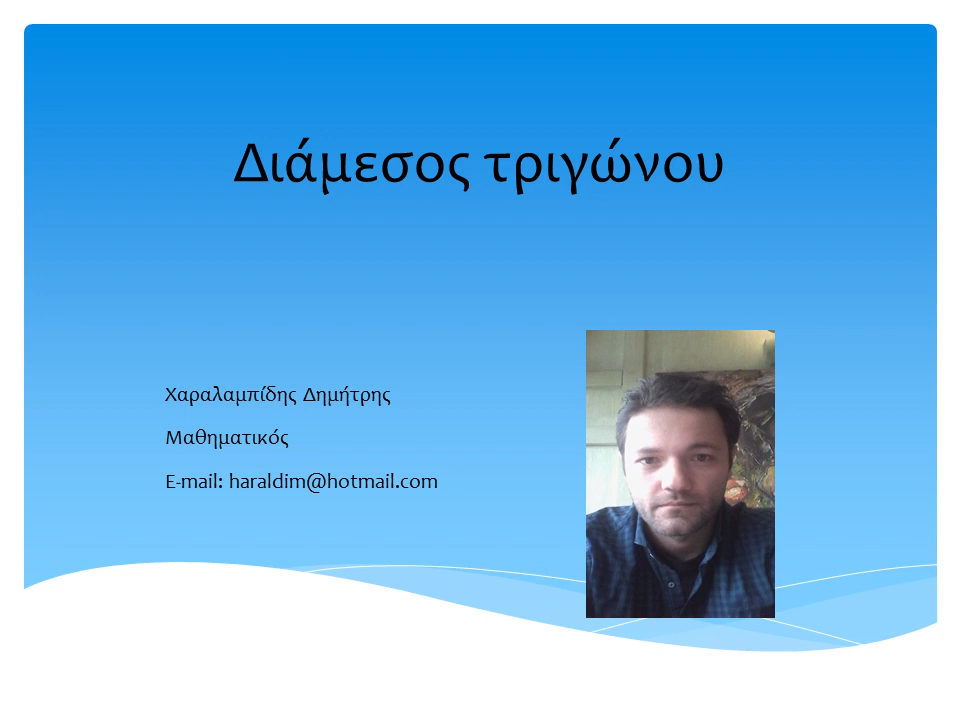 Διάμεσος τριγώνου
Χαραλαμπίδης Δημήτρης
Μαθηματικός
E-mail: haraldim@hotmail.com